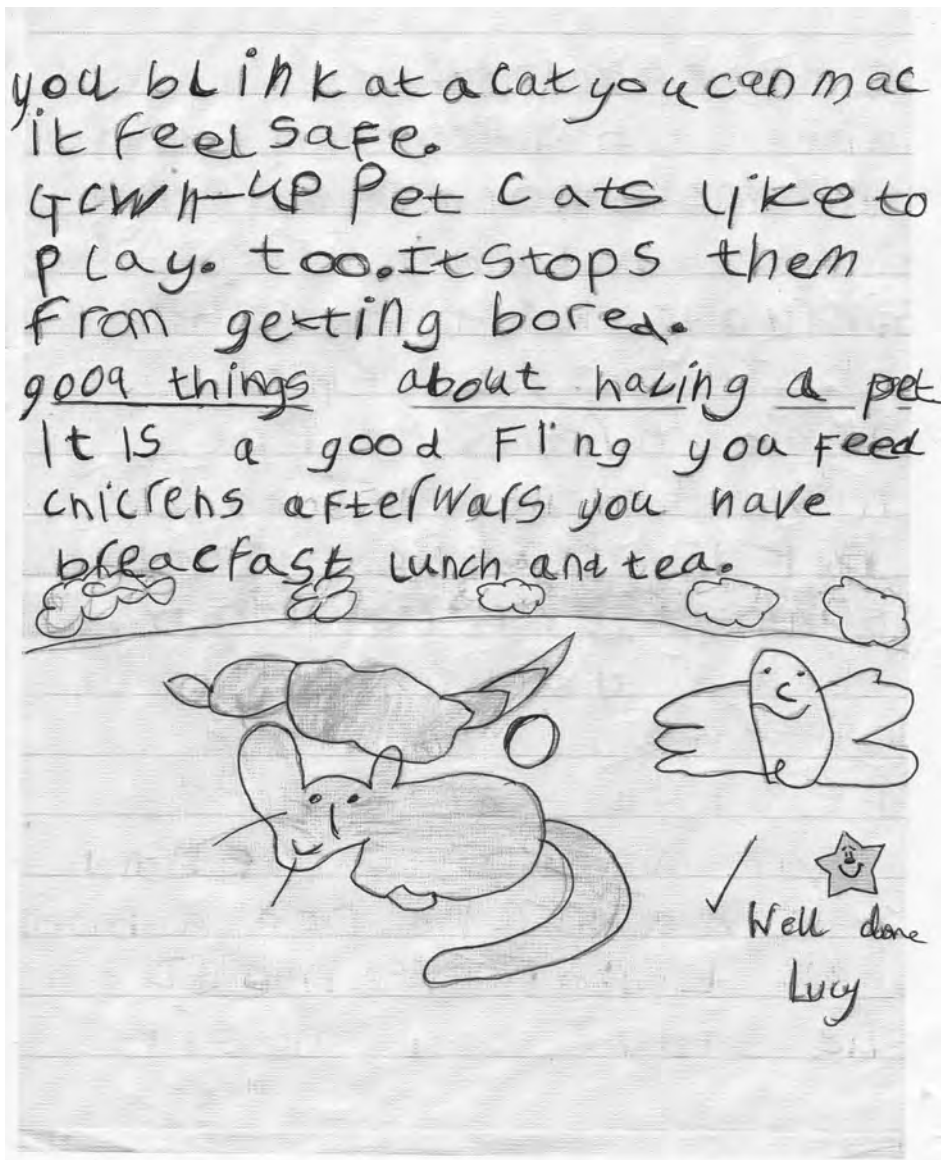 you blink at a cat you can mac
it feel safe.
Gcwn-up Pet Cats like to
play. too. It stops them
from getting bored.
good things about having a pet
It is a good fing you feed
chicrens afterwars you have
breacfast lunch and tea.
Well done
Lucy